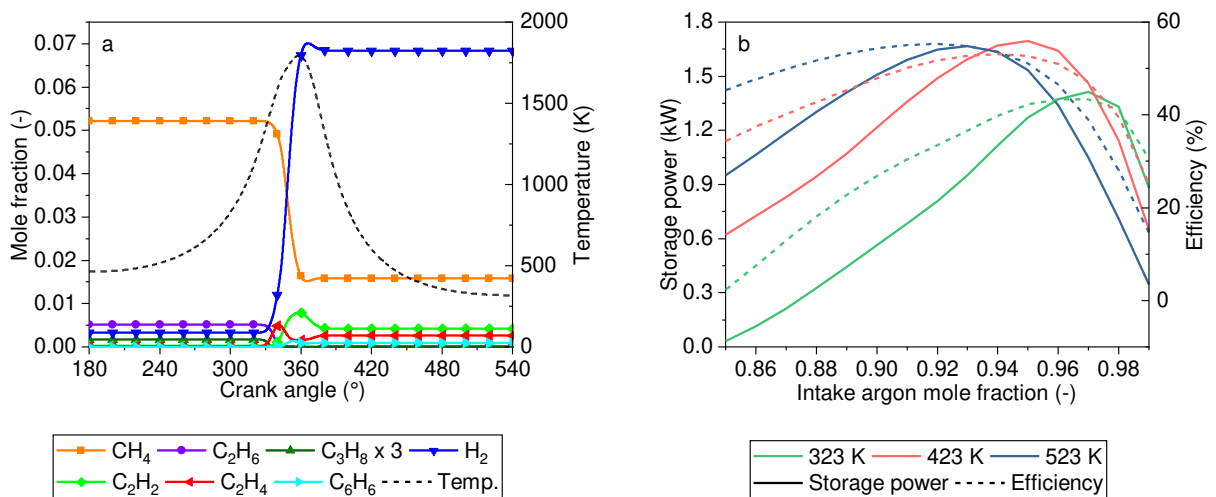 a
Mole fraction (-)
0.07
0.06
0.05
0.04
0.03
0.02
0.01
0.00
180 240 300 360 420 480 540
Crank angle (°)
2000
1500
1000
500
0
Temperature (K)
CH4 C2H6 C3H8 x 3 H2
C2H2 C2H4 C6H6 Temp.
b
Storage power (kW)
1.8
1.5
1.2
0.9
0.6
0.3
0.0
0.86 0.88 0.90 0.92 0.94 0.96 0.98
Intake argon mole fraction (-)
60
40
20
0
Efficiency (%)
323 K 423 K 523 K
Storage power Efficiency